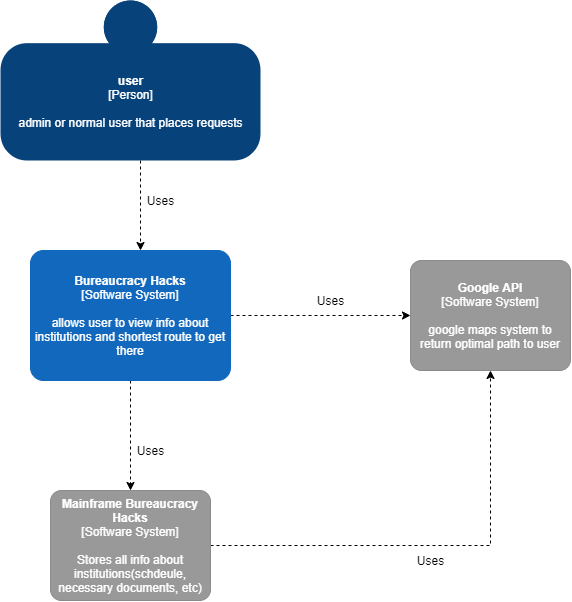 user
[Person]
admin or normal user that places requests
Uses
Bureaucracy Hacks
[Software System]
allows user to view info about
institutions and shortest route to get
there
Uses
Google API
[Software System]
google maps system to
return optimal path to user
Uses
Mainframe Bureaucracy
Hacks
[Software System]
Stores all info about
institutions(schdeule,
necessary documents, etc)
Uses